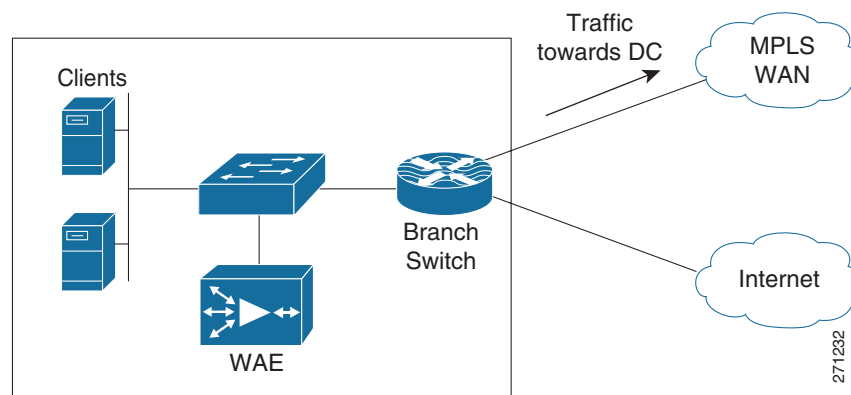 Traffic
towards DC
MPLS
WAN
Clients
Branch
Switch
Internet
WAE
271232